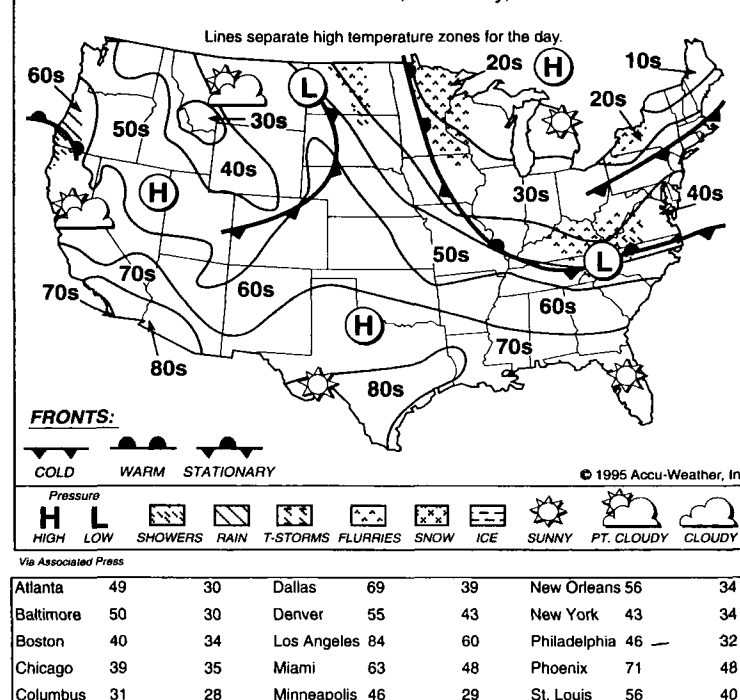 Lines separate high temperature zones for the day.
60s
20s
H
10s
L
20s
50s
30s
40s
H
30s
40s
50s
L
70s
60s
70s
60s
H
70s
80s
80s
FRONTS:
COLD WARM STATIONARY
© 1995 Accu-Weather, In
Pressure
H L
HIGH LOW SHOWERS RAIN T-STORMS FLURRIES SNOW ICE SUNNY PT. CLOUDY CLOUDY
Via Associated Press
Atlanta 49 30 Dallas 69 39 New Orleans 56 34
Baltimore 50 30 Denver 55 43 New York 43 34
Boston 40 34 Los Angeles 84 60 Philadelphia 46 — 32
Chicago 39 35 Miami 63 48 Phoenix 71 48
Columbus 31 28 Minneapolis 46 29 St. Louis 56 40